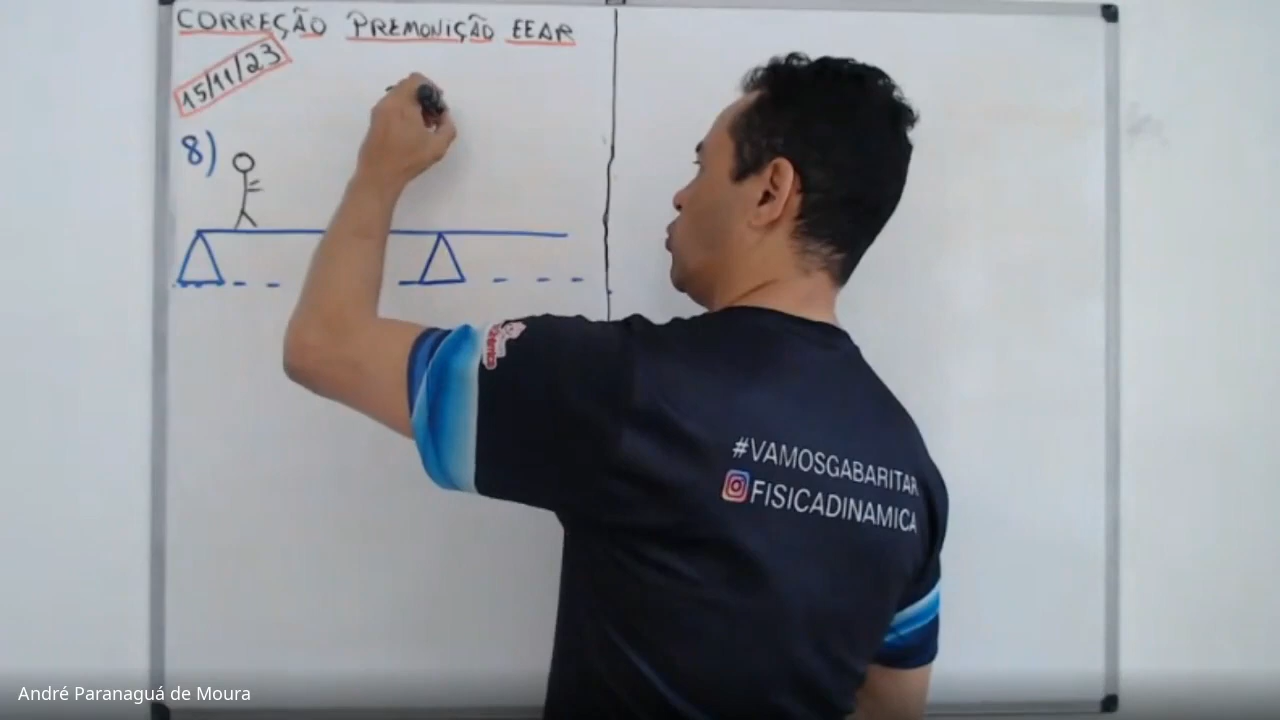 CORREÇÃO PREMONIÇÃO EEAR
15/11/23
8)
#VAMOSGABARITAR
FISICADINAMICA
André Paranaguá de Moura